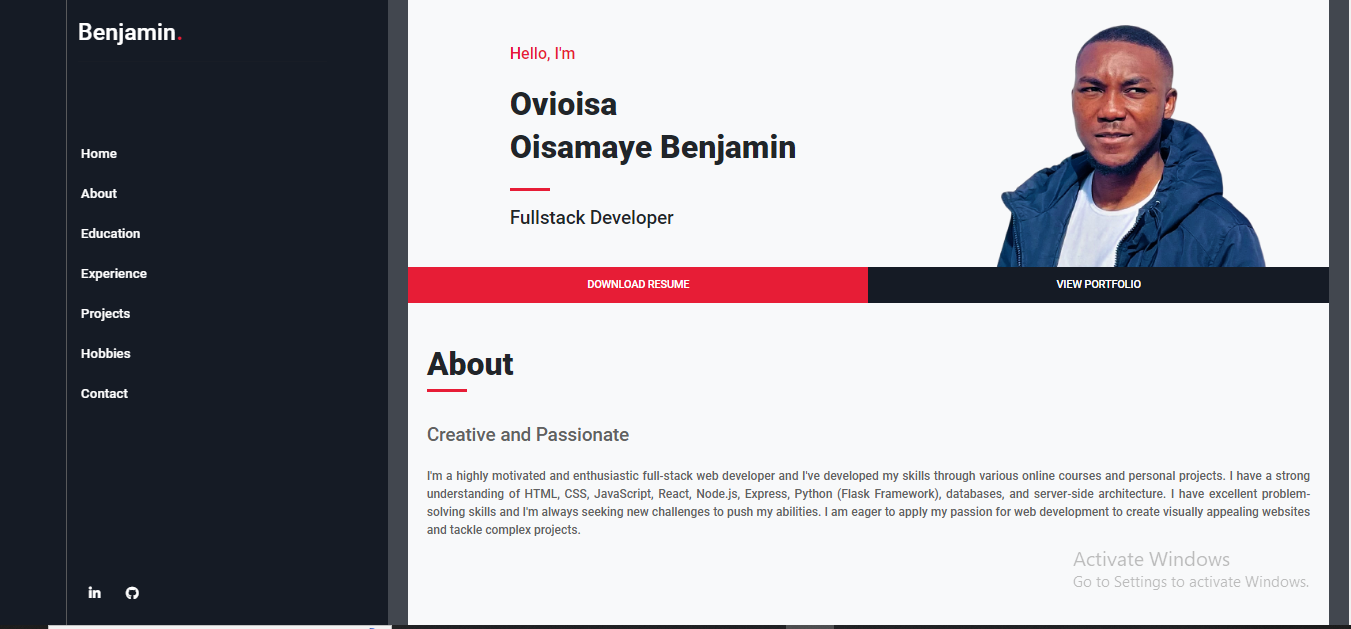 Benjamin.
Home
About
Education
Experience
Projects
Hobbies
Contact
in
Hello, I'm
Ovioisa
Oisamaye Benjamin
Fullstack Developer
DOWNLOAD RESUME
VIEW PORTFOLIO
About
Creative and Passionate
I'm a highly motivated and enthusiastic full-stack web developer and I've developed my skills through various online courses and personal projects. I have a strong
understanding of HTML, CSS, JavaScript, React, Node.js, Express, Python (Flask Framework), databases, and server-side architecture. I have excellent problem-
solving skills and I'm always seeking new challenges to push my abilities. I am eager to apply my passion for web development to create visually appealing websites
and tackle complex projects.
Activate Windows
Go to Settings to activate Windows.